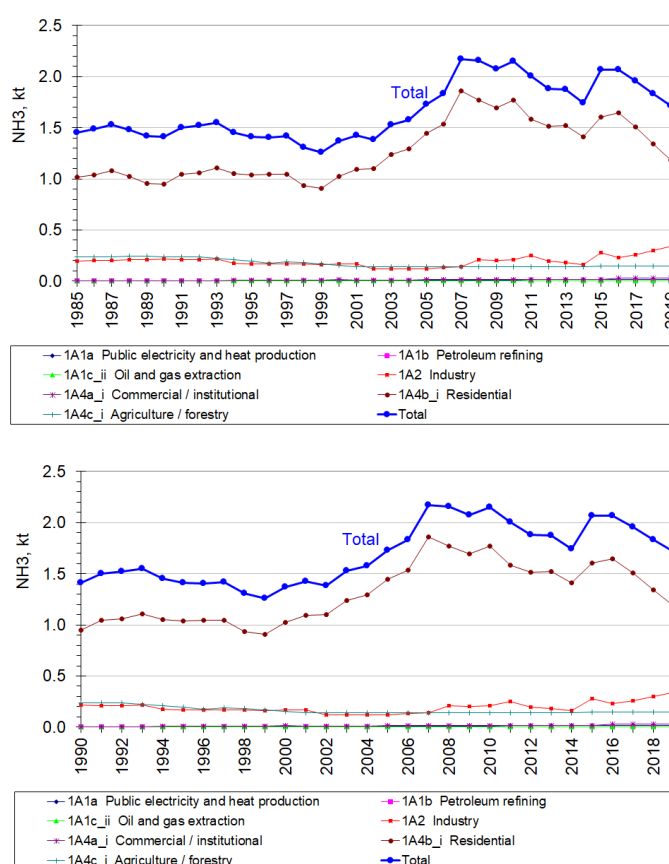 2.5
2.0
1.5
1.0
0.5
0.0
NH3, kt
Total
1985
1987
1989
1991
1993
1995
1997
1999
2001
2003
2005
2007
2009
2011
2013
2015
2017
2019
1A1a Public electricity and heat production
1A1b Petroleum refining
1A1c_ii Oil and gas extraction
1A2 Industry
1A4a_i Commercial / institutional
1A4b_i Residential
1A4c_i Agriculture / forestry
Total
2.5
2.0
1.5
1.0
0.5
0.0
NH3, kt
Total
1990
1992
1994
1996
1998
2000
2002
2004
2006
2008
2010
2012
2014
2016
2018
1A1a Public electricity and heat production
1A1b Petroleum refining
1A1c_ii Oil and gas extraction
1A2 Industry
1A4a_i Commercial / institutional
1A4b_i Residential
1A4c_i Agriculture / forestry
Total